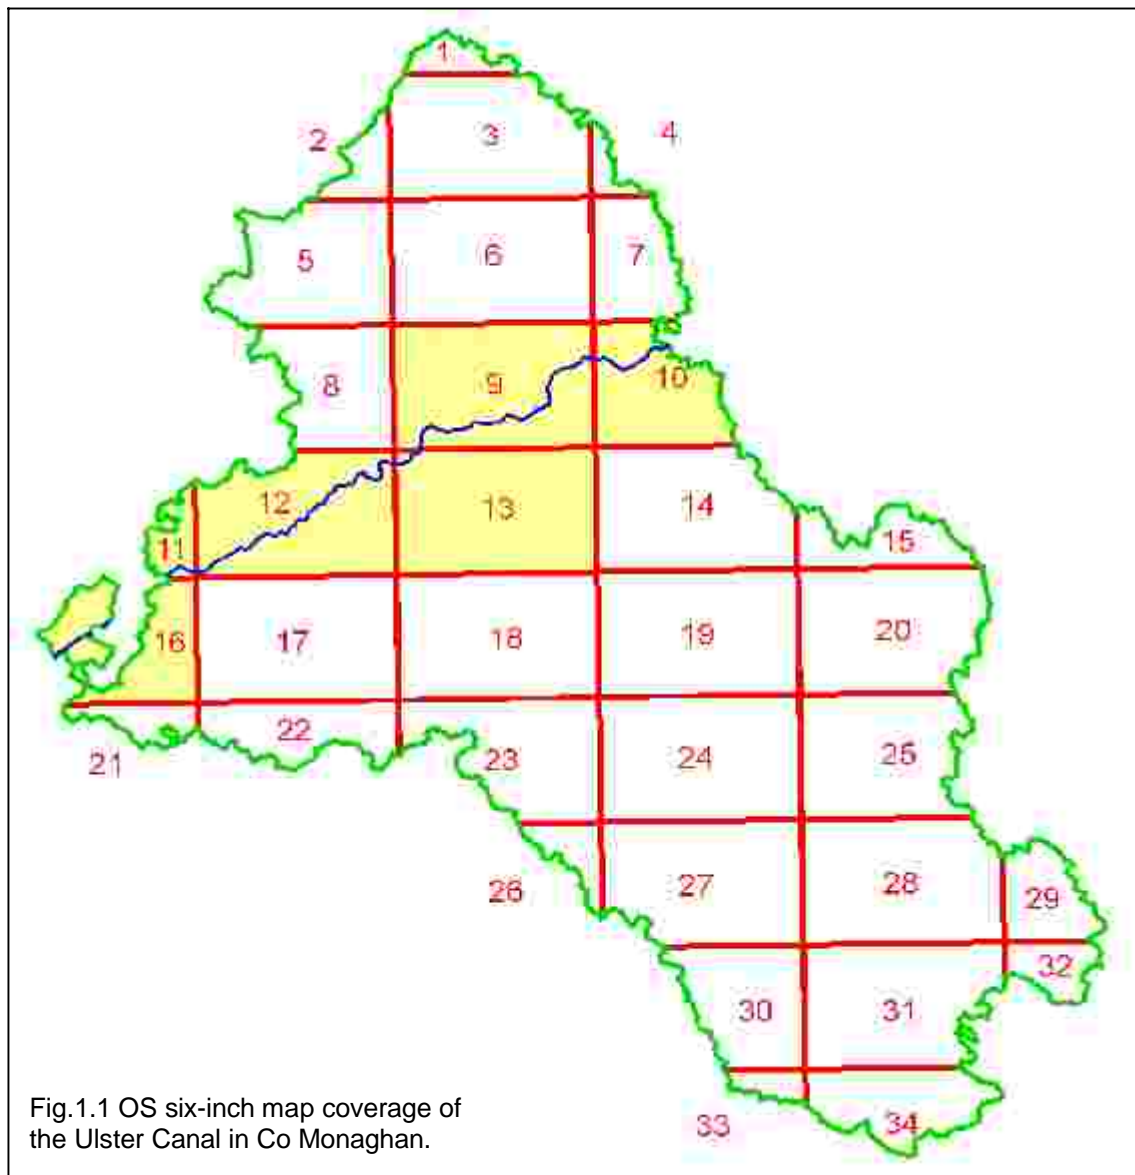 1
2 3 4
5 6 7
8 9 10
11 12 13 14 15
16 17 18 19 20
21 22 23 24 25
26 27 28 29
30 31 32
33 34
Fig.1.1 OS six-inch map coverage of
the Ulster Canal in Co Monaghan.